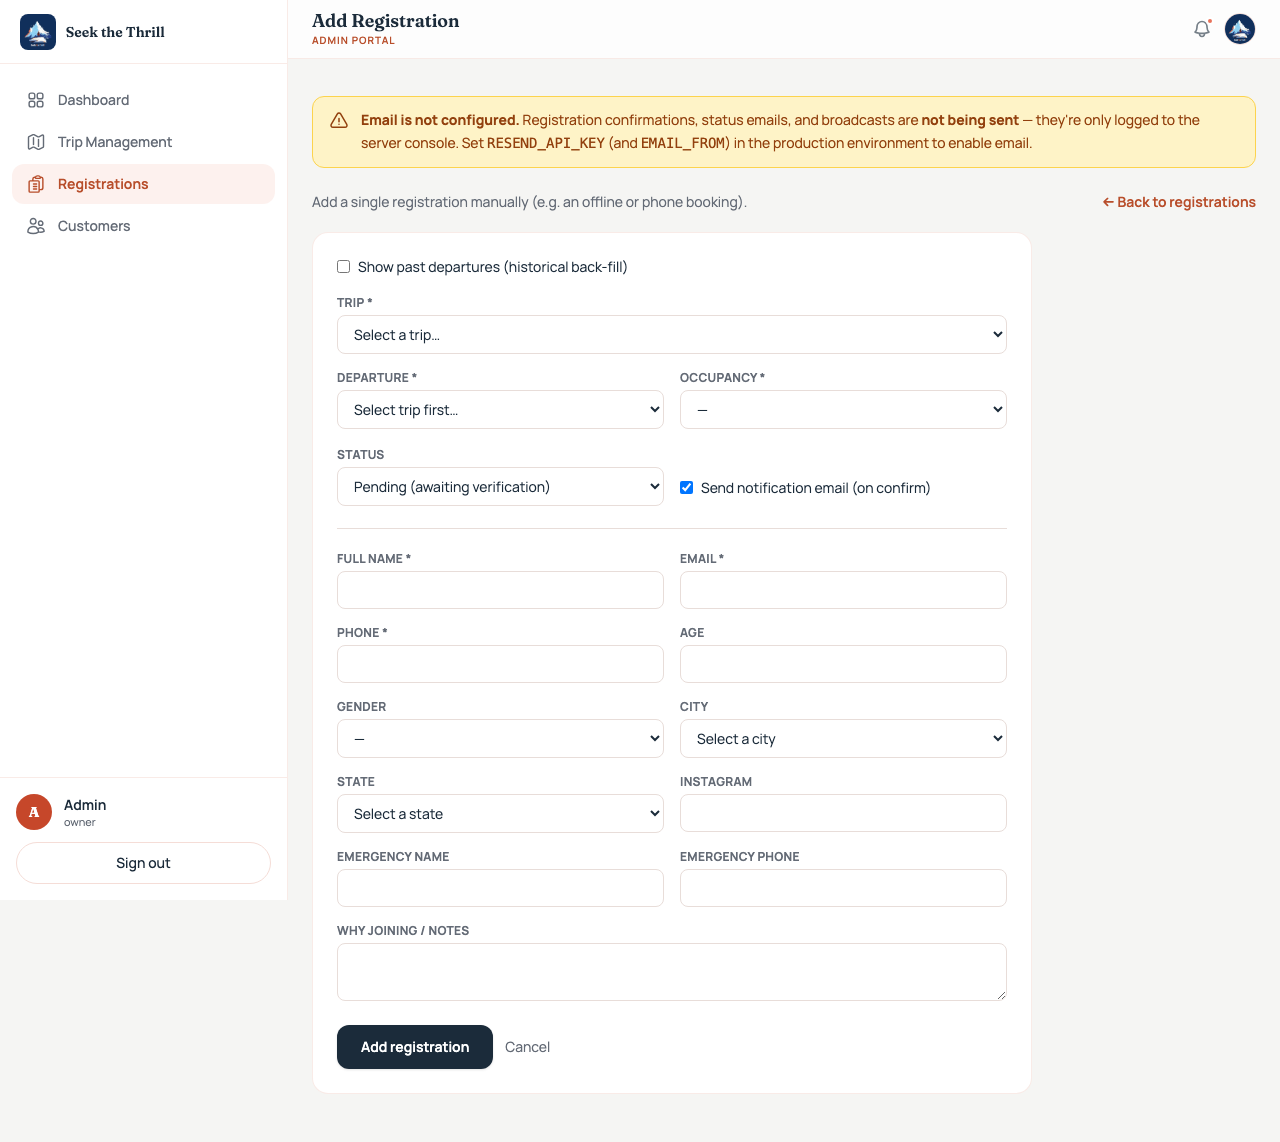 Seek the Thrill
Dashboard
Trip Management
Registrations
Customers
A
Admin
owner
Sign out
Add Registration
ADMIN PORTAL
Email is not configured. Registration confirmations, status emails, and broadcasts are not being sent — they're only logged to the
server console. Set RESEND_API_KEY (and EMAIL_FROM) in the production environment to enable email.
Add a single registration manually (e.g. an offline or phone booking).
← Back to registrations
Show past departures (historical back-fill)
TRIP *
Select a trip…
DEPARTURE *
OCCUPANCY *
Select trip first…
—
STATUS
Pending (awaiting verification)
Send notification email (on confirm)
FULL NAME *
EMAIL *
PHONE *
AGE
GENDER
CITY
—
Select a city
STATE
INSTAGRAM
Select a state
EMERGENCY NAME
EMERGENCY PHONE
WHY JOINING / NOTES
Add registration
Cancel